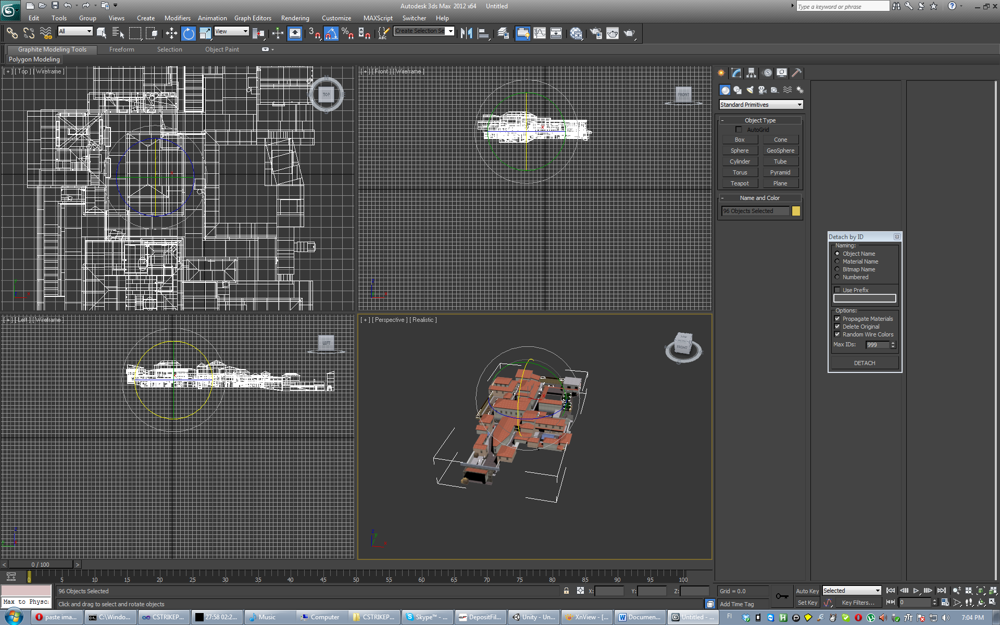 Autodesk 3ds Max 2012 x64 Untitled
Type a keyword or phrase
Edit Tools Group Views Create Modifiers Animation Graph Editors Rendering Customize MAXScript Switcher Help
All View 3 ABC Create Selection Se
Graphite Modeling Tools Freeform Selection Object Paint
Polygon Modeling
[ + ] [ Top ] [ Wireframe ]
TOP
[ + ] [ Front ] [ Wireframe ]
FRONT
[ + ] [ Left ] [ Wireframe ]
LEFT
[ + ] [ Perspective ] [ Realistic ]
TOP
FRONT
Standard Primitives
- Object Type
AutoGrid
Box Cone
Sphere GeoSphere
Cylinder Tube
Torus Pyramid
Teapot Plane
- Name and Color
96 Objects Selected
Detach by ID
Naming:
Object Name
Material Name
Bitmap Name
Numbered
Use Prefix
Options:
Propagate Materials
Delete Original
Random Wire Colors
Max IDs: 999
DETACH
< 0 / 100 >
0 5 10 15 20 25 30 35 40 45 50 55 60 65 70 75 80 85 90 95 100
96 Objects Selected X: Y: Z: Grid = 0.0 Auto Key Selected
Max to Physc:
Click and drag to select and rotate objects Add Time Tag Set Key Key Filters... 0
paste ima... C:\Windo... CSTRIKEP... 27:58 02:2... Music Computer CSTRIKEP... Skype™ - ... DepositFil... Unity - Un... XnView - [... Documen... Untitled - ... FI 7:04 PM